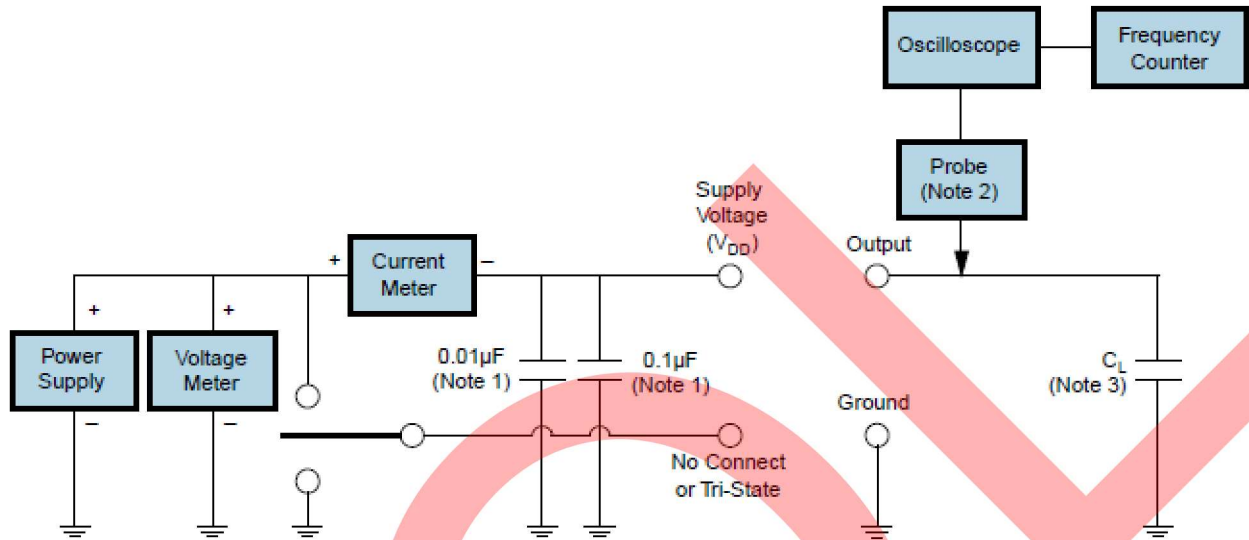 Oscilloscope
Frequency
Counter
Probe
(Note 2)
Supply
Voltage
(VDD)
Output
+
Current
Meter
–
+
+
Power
Supply
Voltage
Meter
0.01µF
(Note 1)
0.1µF
(Note 1)
CL
(Note 3)
–
–
Ground
No Connect
or Tri-State